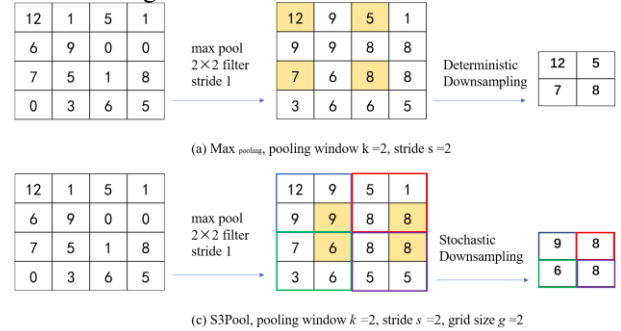 12 1 5 1
6 9 0 0
7 5 1 8
0 3 6 5
max pool
2×2 filter
stride 1
12 9 5 1
9 9 8 8
7 6 8 8
3 6 6 5
Deterministic
Downsampling
12 5
7 8
(a) Max pooling, pooling window k =2, stride s =2
12 1 5 1
6 9 0 0
7 5 1 8
0 3 6 5
max pool
2×2 filter
stride 1
12 9 5 1
9 9 8 8
7 6 8 8
3 6 5 5
Stochastic
Downsampling
9 8
6 8
(c) S3Pool, pooling window k =2, stride s =2, grid size g =2